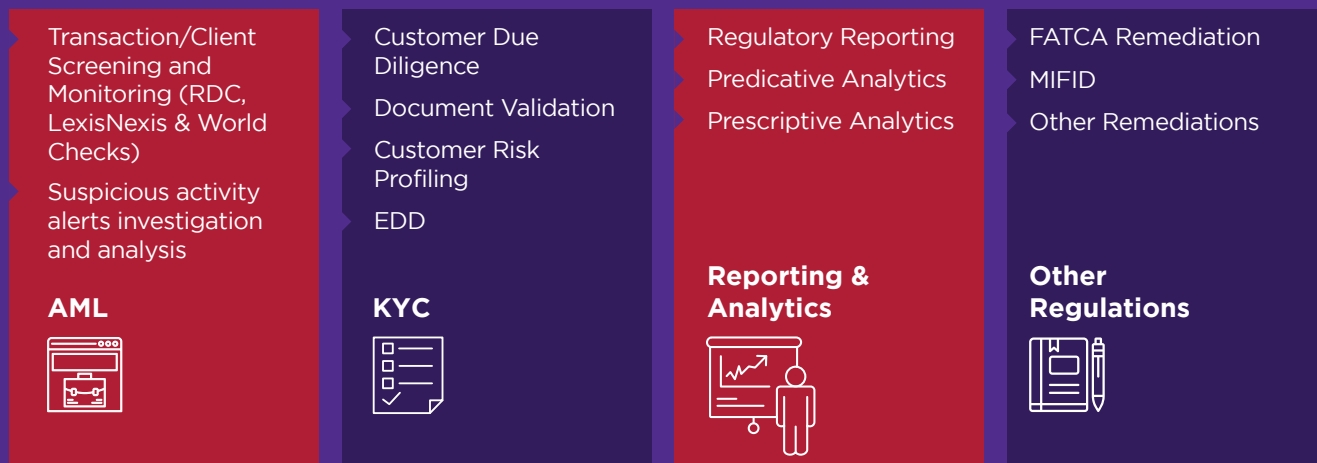 Transaction/Client
Screening and
Monitoring (RDC,
LexisNexis & World
Checks)
Suspicious activity
alerts investigation
and analysis
AML
Customer Due
Diligence
Document Validation
Customer Risk
Profiling
EDD
KYC
Regulatory Reporting
Predicative Analytics
Prescriptive Analytics
Reporting &
Analytics
FATCA Remediation
MIFID
Other Remediations
Other
Regulations